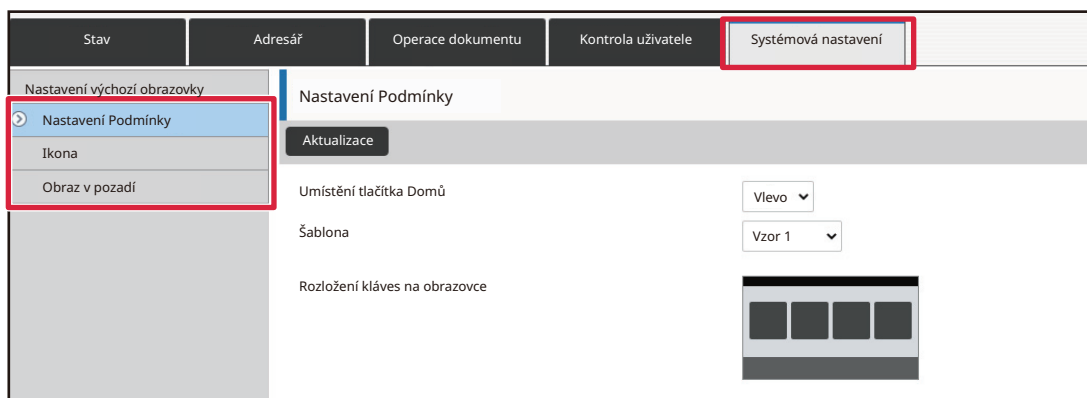 Stav
Adresář
Operace dokumentu
Kontrola uživatele
Systémová nastavení
Nastavení výchozí obrazovky
Nastavení Podmínky
Ikona
Obraz v pozadí
Nastavení Podmínky
Aktualizace
Umístění tlačítka Domů
Vlevo
Šablona
Vzor 1
Rozložení kláves na obrazovce